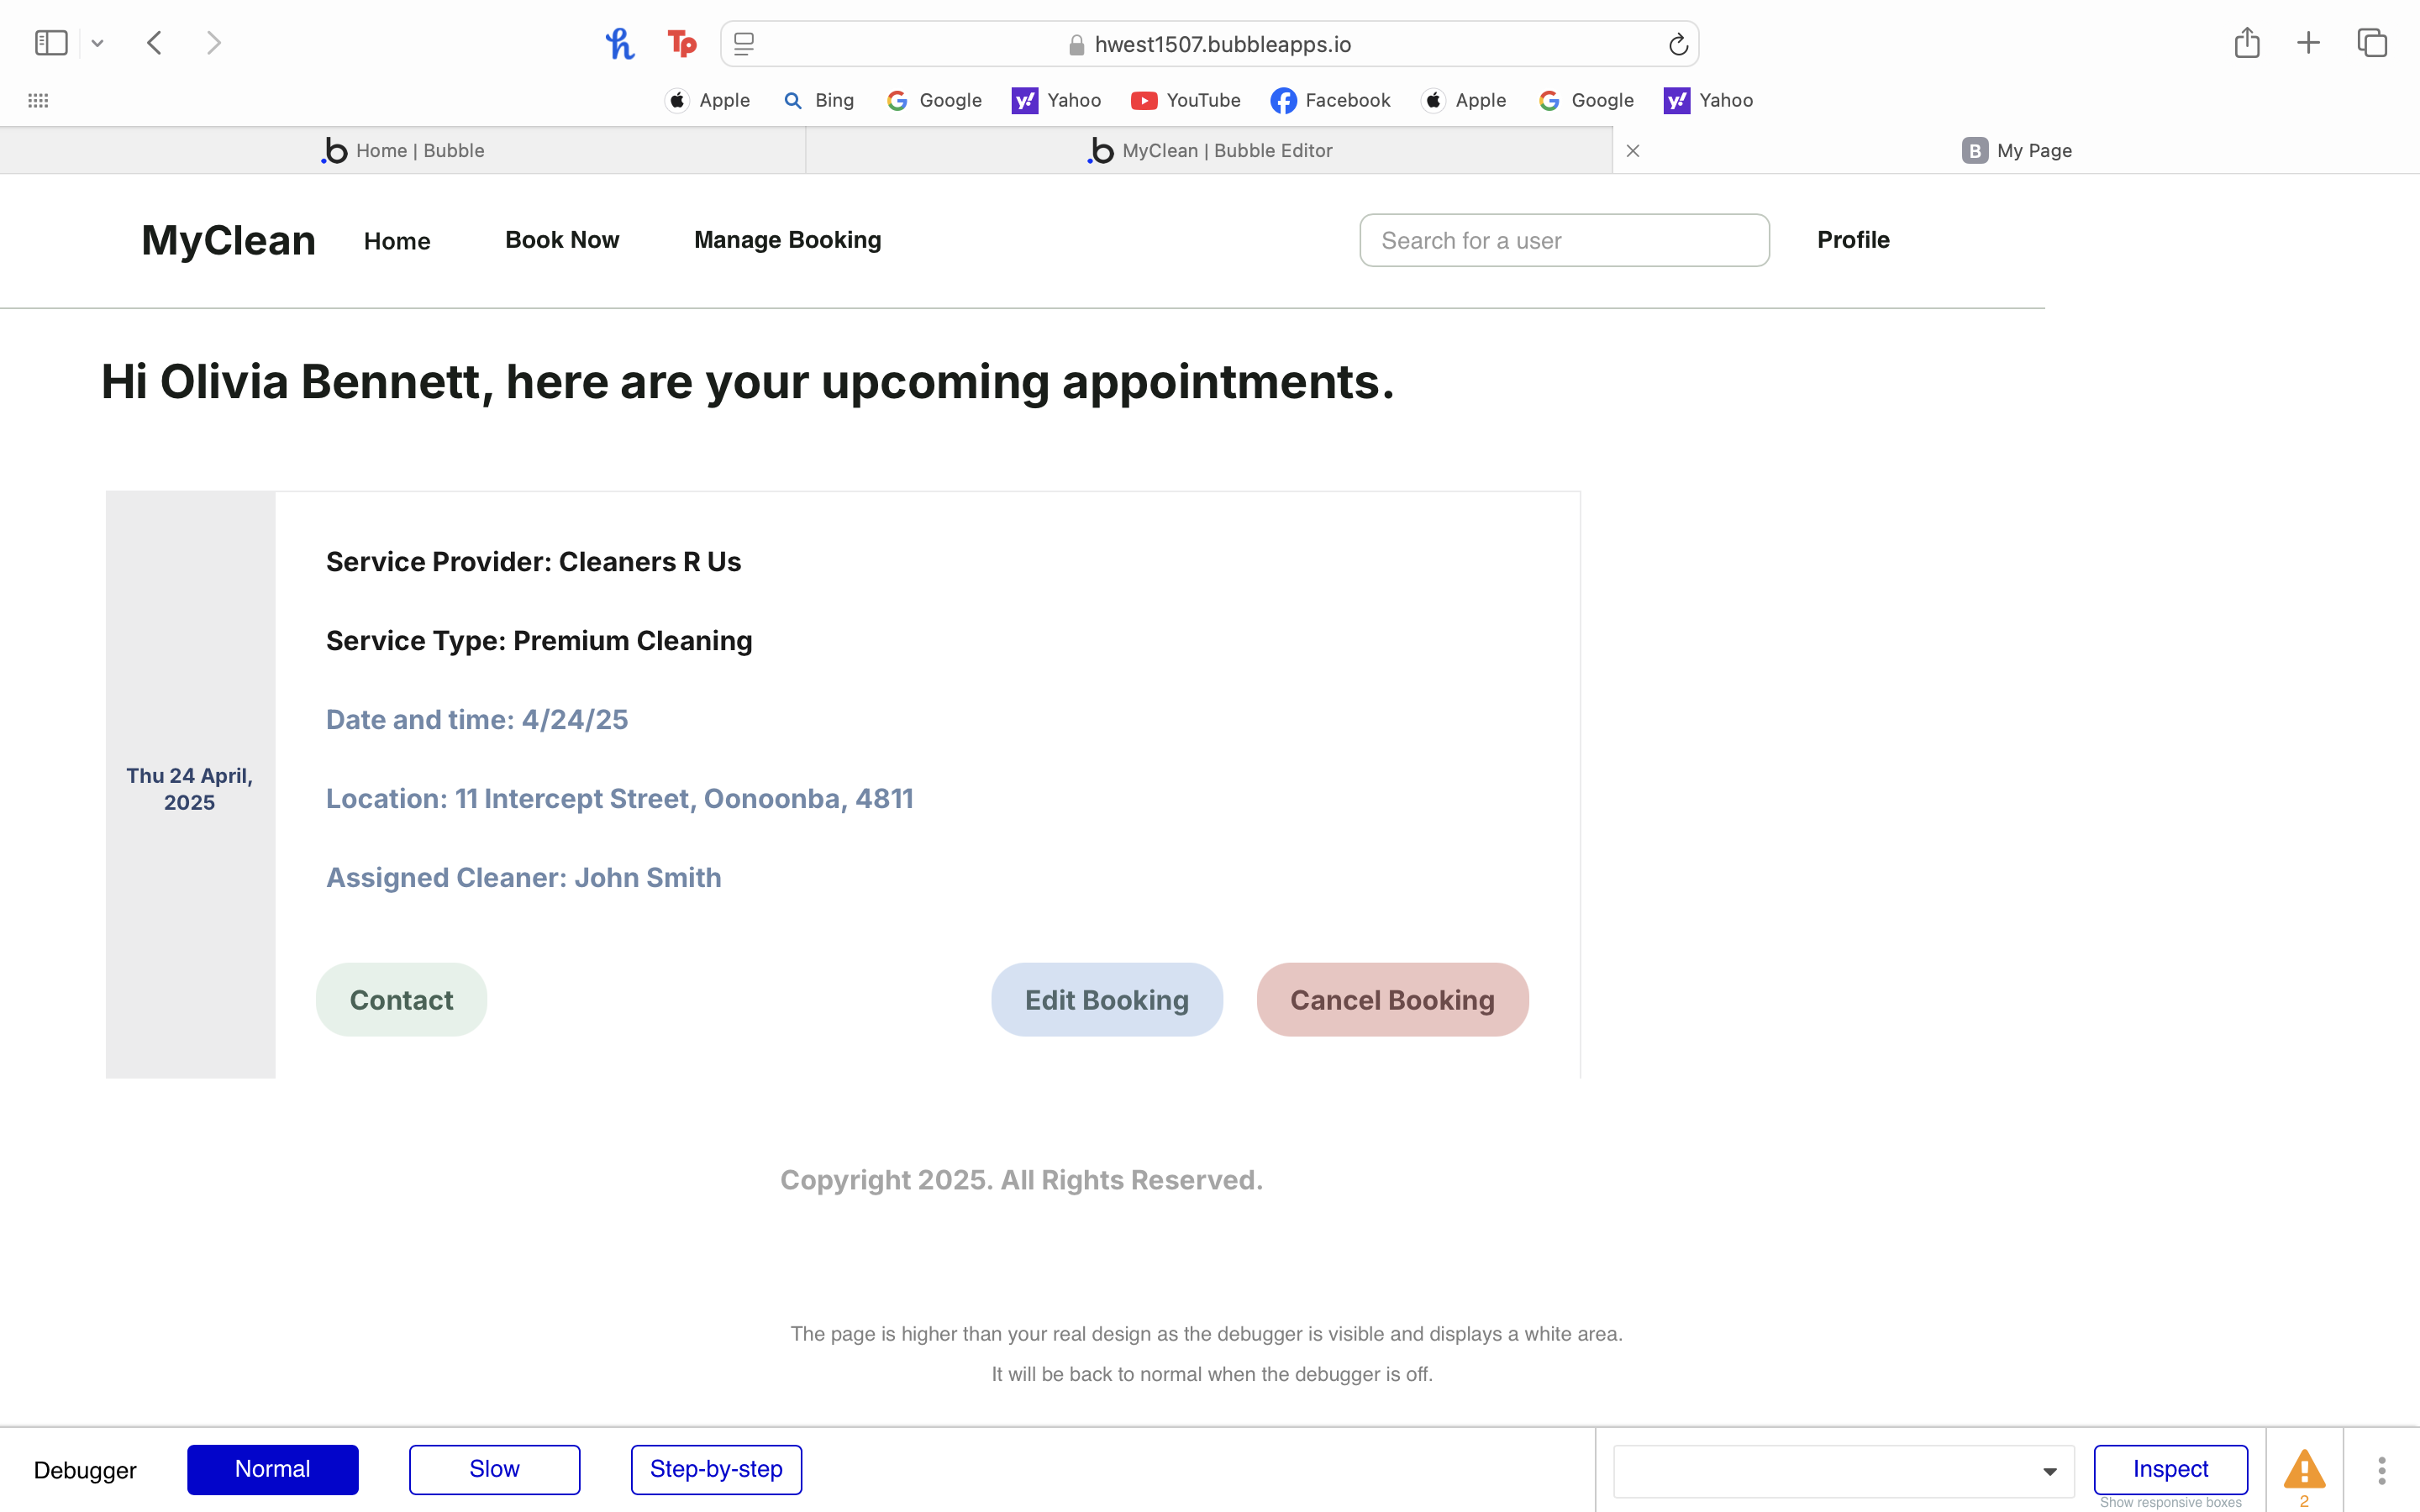 hwest1507.bubbleapps.io
Apple Bing Google Yahoo YouTube Facebook Apple Google Yahoo
Home | Bubble MyClean | Bubble Editor B My Page
MyClean Home Book Now Manage Booking Search for a user Profile
Hi Olivia Bennett, here are your upcoming appointments.
Service Provider: Cleaners R Us
Service Type: Premium Cleaning
Date and time: 4/24/25
Thu 24 April,
2025
Location: 11 Intercept Street, Oonoonba, 4811
Assigned Cleaner: John Smith
Contact Edit Booking Cancel Booking
Copyright 2025. All Rights Reserved.
The page is higher than your real design as the debugger is visible and displays a white area.
It will be back to normal when the debugger is off.
Debugger Normal Slow Step-by-step Inspect
Show responsive boxes 2